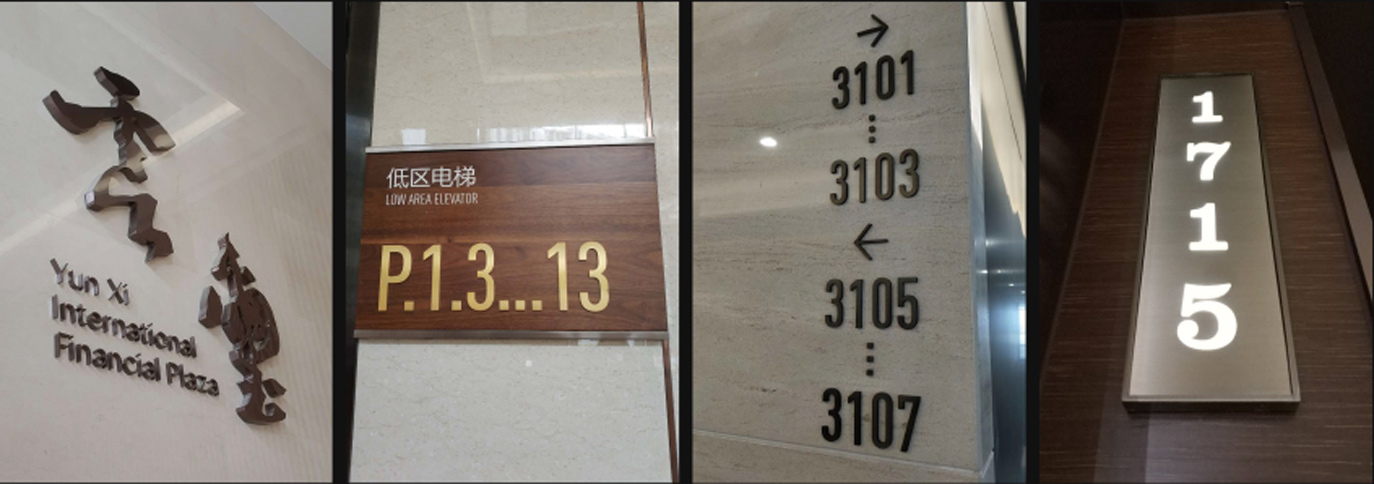 Yun Xi
International
Financial Plaza
低区电梯
LOW AREA ELEVATOR
P.1.3...13
→
3101
⋮
3103
←
3105
⋮
3107
1
7
1
5